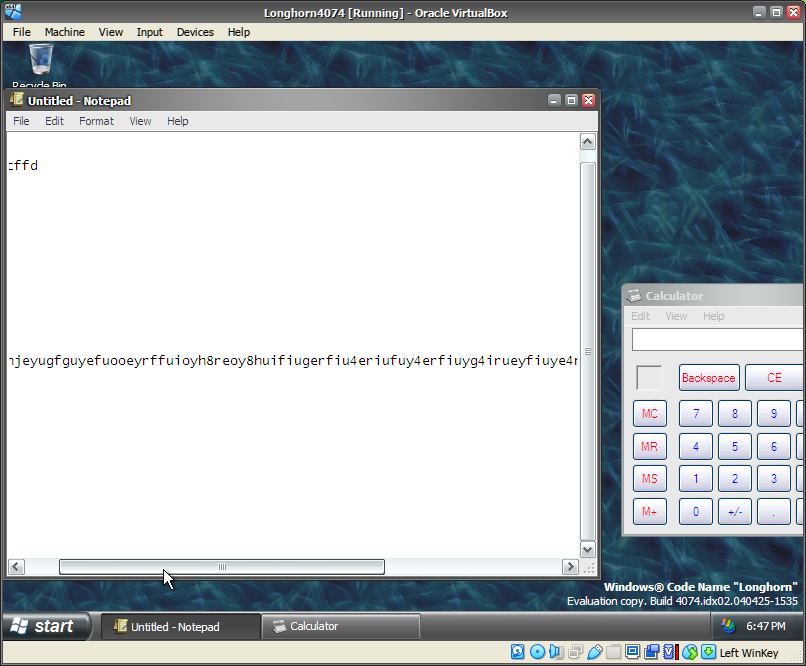 Longhorn4074 [Running] - Oracle VirtualBox
File Machine View Input Devices Help
Recycle Bin
Untitled - Notepad
File Edit Format View Help
cffd
njeyugfguyefuooeyrffuioyh8reoy8huifiugerfiu4eriufuy4erfiuyg4irueyfiuye4r
Calculator
Edit View Help
Backspace CE
MC 7 8 9
MR 4 5 6
MS 1 2 3
M+ 0 +/- .
Windows® Code Name "Longhorn"
Evaluation copy. Build 4074.idx02.040425-1535
start Untitled - Notepad Calculator 6:47 PM
Left WinKey